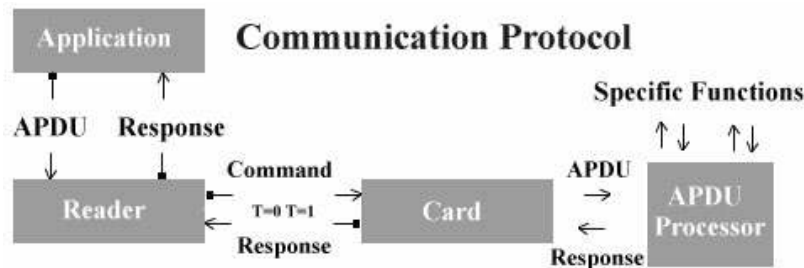 Application
Communication Protocol
Specific Functions
APDU Response
Command
APDU
Reader
T=0 T=1
Card
APDU
Processor
Response
Response